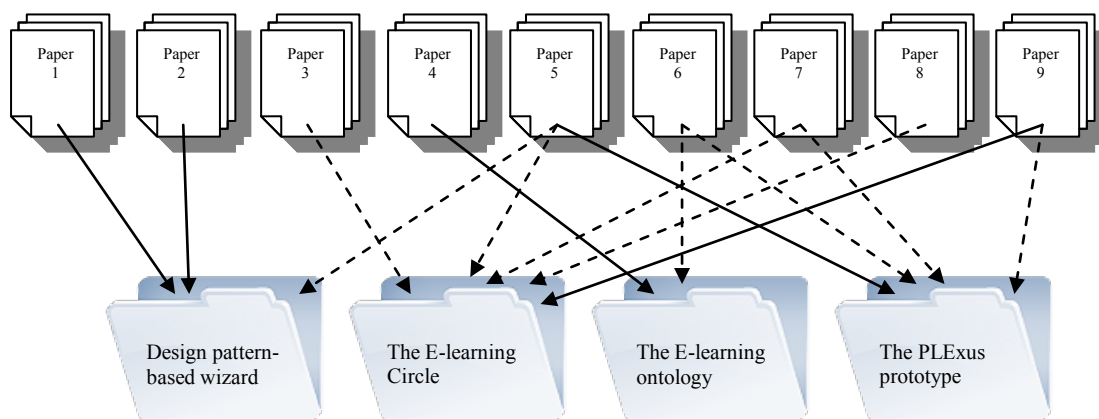 Paper
1
Paper
2
Paper
3
Paper
4
Paper
5
Paper
6
Paper
7
Paper
8
Paper
9
Design pattern-
based wizard
The E-learning
Circle
The E-learning
ontology
The PLExus
prototype